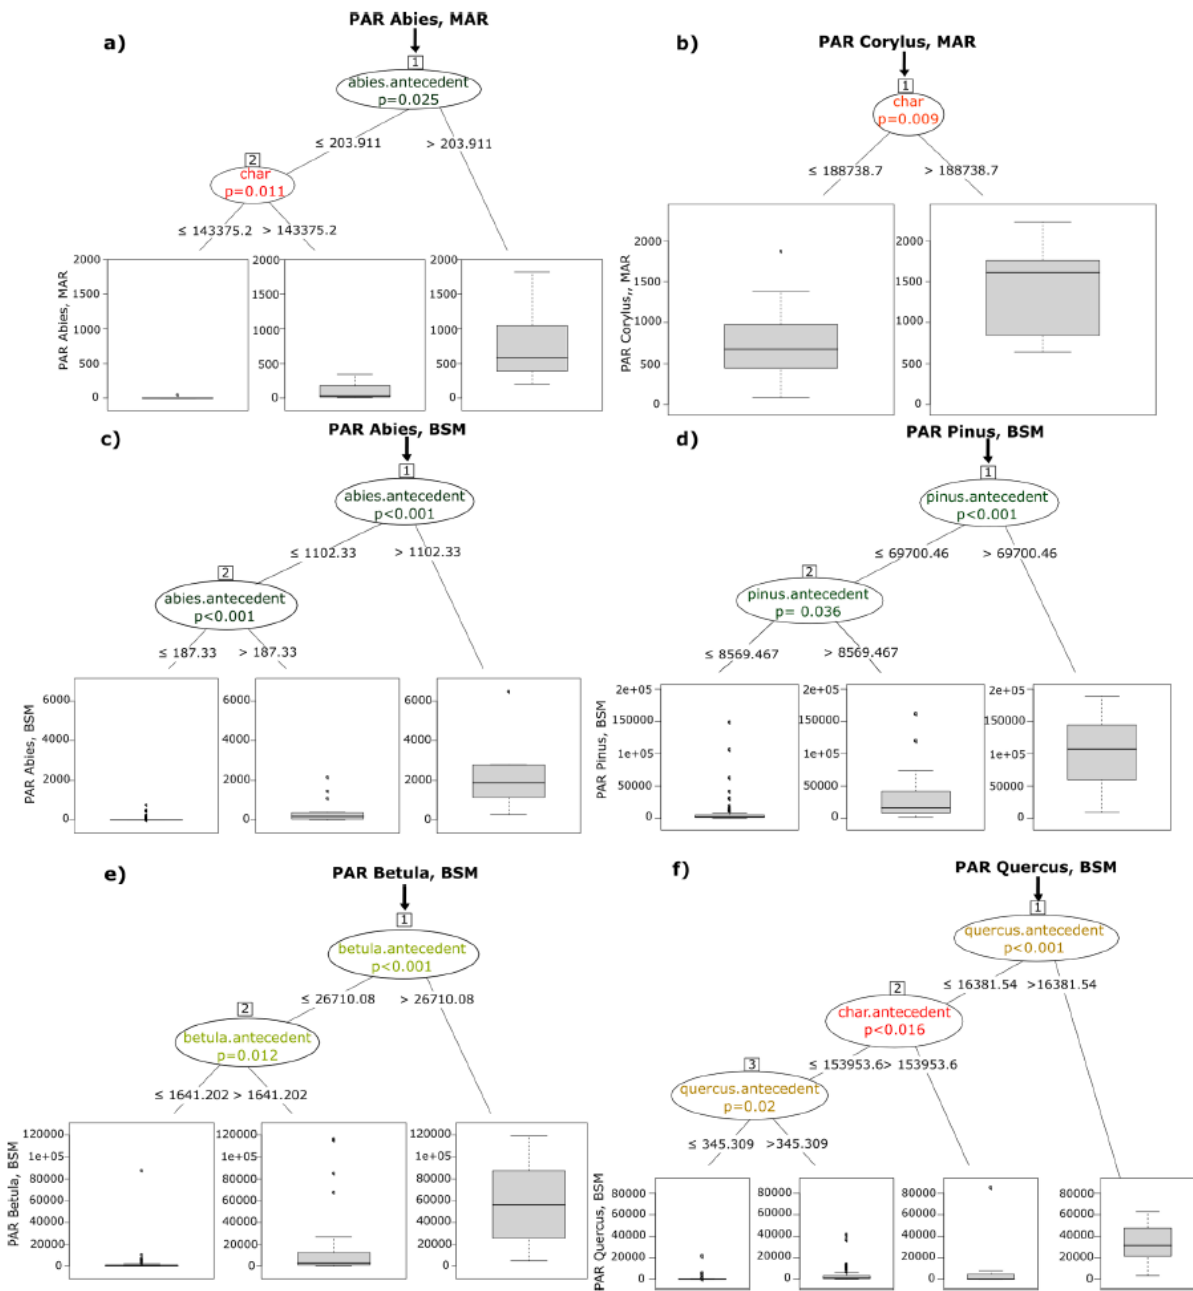 a)
PAR Abies, MAR
1
abies.antecedent
p=0.025
≤ 203.911
> 203.911
2
char
p=0.011
≤ 143375.2
> 143375.2
PAR Abies, MAR
2000
1500
1000
500
0
2000
1500
1000
500
0
2000
1500
1000
500
0
b)
PAR Corylus, MAR
1
char
p=0.009
≤ 188738.7
> 188738.7
PAR Corylus,, MAR
2000
1500
1000
500
0
2000
1500
1000
500
0
c)
PAR Abies, BSM
1
abies.antecedent
p<0.001
≤ 1102.33
> 1102.33
2
abies.antecedent
p<0.001
≤ 187.33
> 187.33
PAR Abies, BSM
6000
4000
2000
0
6000
4000
2000
0
6000
4000
2000
0
d)
PAR Pinus, BSM
1
pinus.antecedent
p<0.001
≤ 69700.46
> 69700.46
2
pinus.antecedent
p= 0.036
≤ 8569.467
> 8569.467
PAR Pinus, BSM
2e+05
150000
1e+05
50000
0
2e+05
150000
1e+05
50000
0
2e+05
150000
1e+05
50000
0
e)
PAR Betula, BSM
1
betula.antecedent
p<0.001
≤ 26710.08
> 26710.08
2
betula.antecedent
p=0.012
≤ 1641.202
> 1641.202
PAR Betula, BSM
120000
1e+05
80000
60000
40000
20000
0
120000
1e+05
80000
60000
40000
20000
0
120000
1e+05
80000
60000
40000
20000
0
f)
PAR Quercus, BSM
1
quercus.antecedent
p<0.001
≤ 16381.54
>16381.54
2
char.antecedent
p<0.016
≤ 153953.6
> 153953.6
3
quercus.antecedent
p=0.02
≤ 345.309
>345.309
PAR Quercus, BSM
80000
60000
40000
20000
0
80000
60000
40000
20000
0
80000
60000
40000
20000
0
80000
60000
40000
20000
0